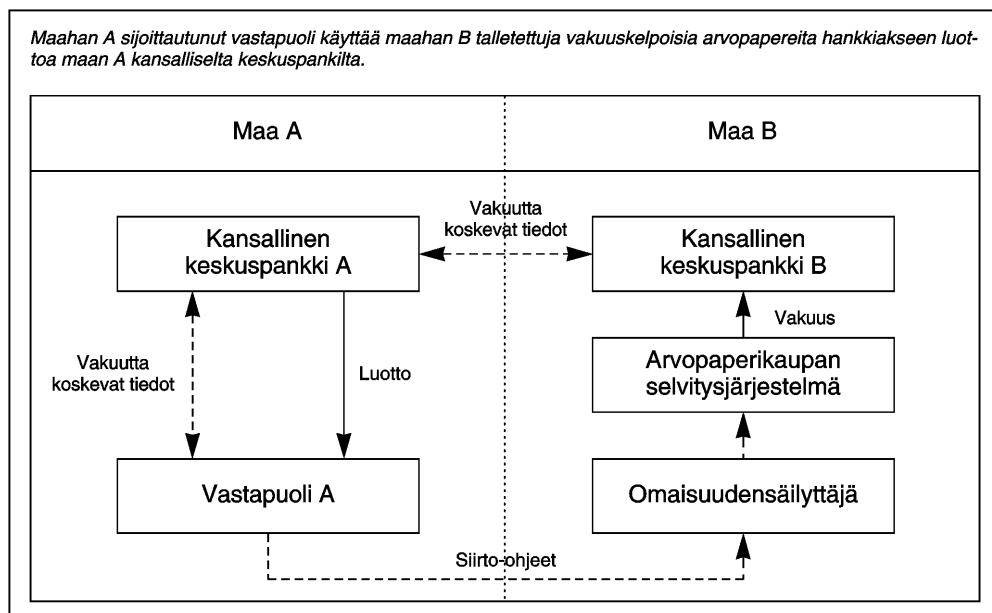 Maahan A sijoittautunut vastapuoli käyttää maahan B talletettuja vakuuskelpoisia arvopapereita hankkiakseen luot-
toa maan A kansalliselta keskuspankilta.
Maa A
Maa B
Vakuutta
koskevat tiedot
Kansallinen
keskuspankki A
Kansallinen
keskuspankki B
Vakuus
Vakuutta
koskevat tiedot
Luotto
Arvopaperikaupan
selvitysjärjestelmä
Vastapuoli A
Omaisuudensäilyttäjä
Siirto-ohjeet